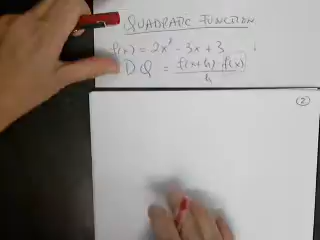 QUADRATIC FUNCTION
f(x) = 2x² - 3x + 3
DQ = f(x+h) - f(x) / h
2